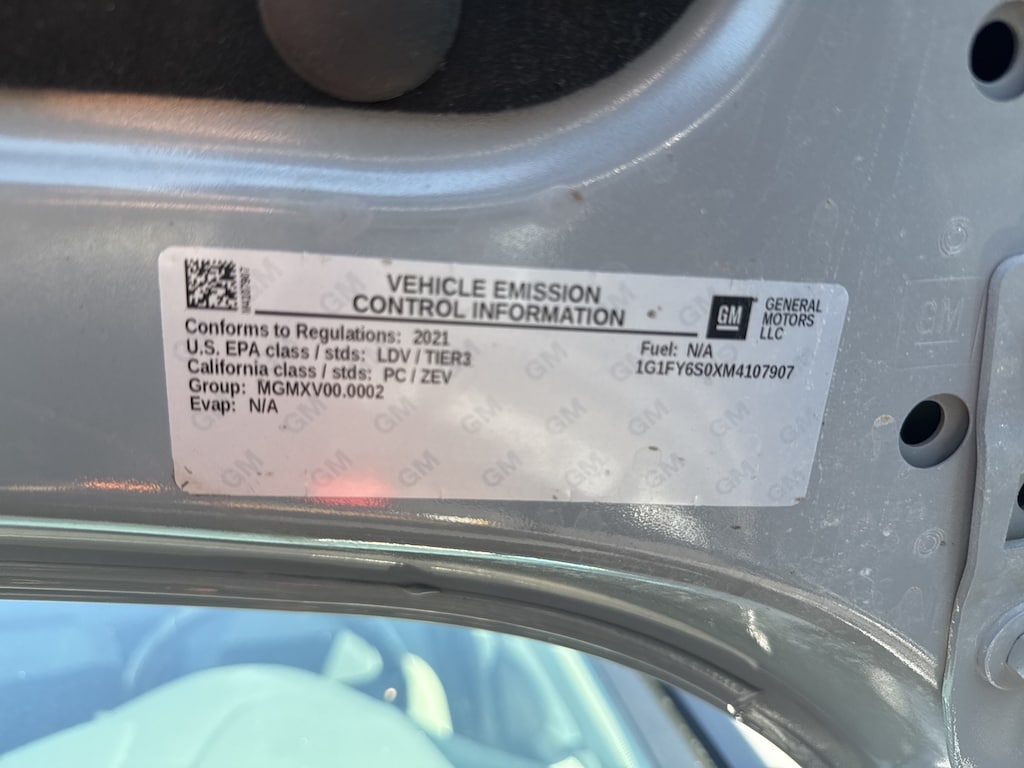 VEHICLE EMISSION
CONTROL INFORMATION
GM
GENERAL
MOTORS
LLC
Conforms to Regulations: 2021
U.S. EPA class / stds: LDV / TIER3
California class / stds: PC / ZEV
Group: MGMXV00.0002
Evap: N/A
Fuel: N/A
1G1FY6S0XM4107907
GM